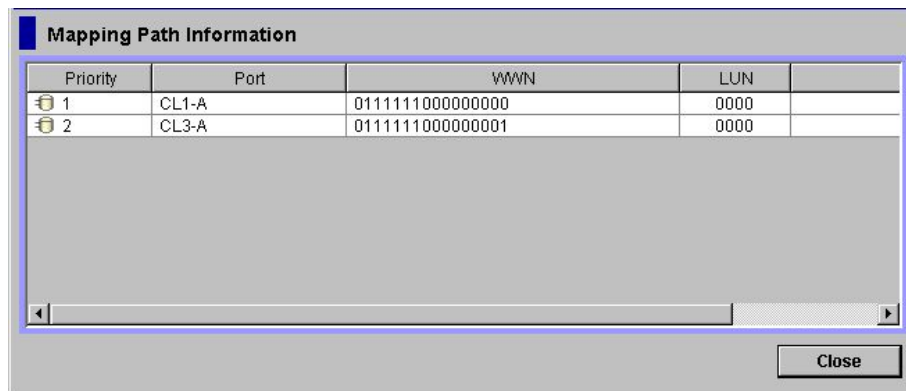 Mapping Path Information
Priority Port WWN LUN
1 CL1-A 0111111000000000 0000
2 CL3-A 0111111000000001 0000
Close